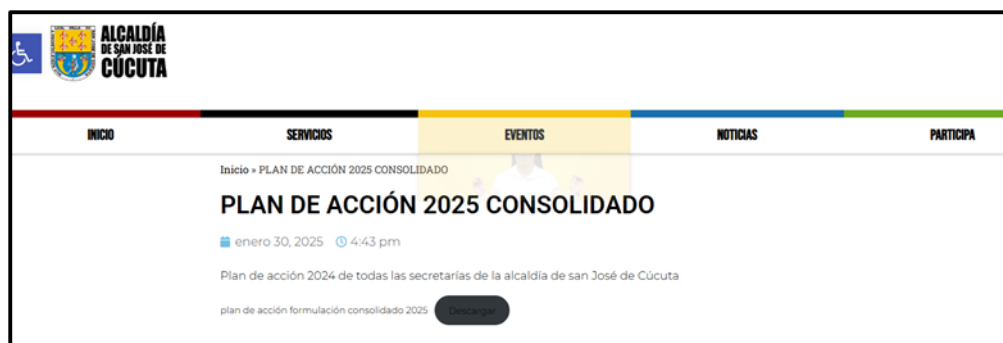 ALCALDÍA
DE SAN JOSÉ DE
CÚCUTA
INICIO SERVICIOS EVENTOS NOTICIAS PARTICIPA
Inicio » PLAN DE ACCIÓN 2025 CONSOLIDADO
PLAN DE ACCIÓN 2025 CONSOLIDADO
enero 30, 2025 4:43 pm
Plan de acción 2024 de todas las secretarías de la alcaldía de san José de Cúcuta
plan de acción formulación consolidado 2025 Descargar